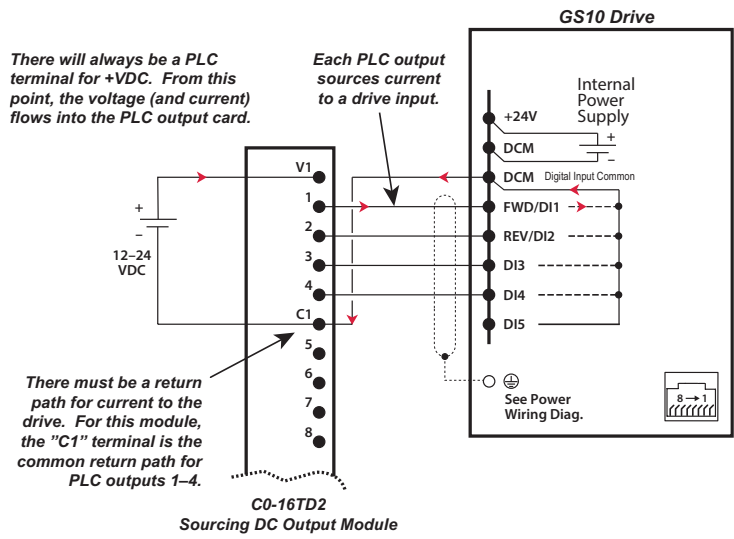 GS10 Drive
There will always be a PLC
terminal for +VDC. From this
point, the voltage (and current)
flows into the PLC output card.
Each PLC output
sources current
to a drive input.
Internal
Power
Supply
+24V
+
DCM
–
V1
DCM
Digital Input Common
1
FWD/DI1
+
–
12–24
VDC
2
REV/DI2
3
DI3
4
DI4
C1
DI5
5
6
7
8
There must be a return
path for current to the
drive. For this module,
the ”C1” terminal is the
common return path for
PLC outputs 1–4.
See Power
Wiring Diag.
8→1
C0-16TD2
Sourcing DC Output Module